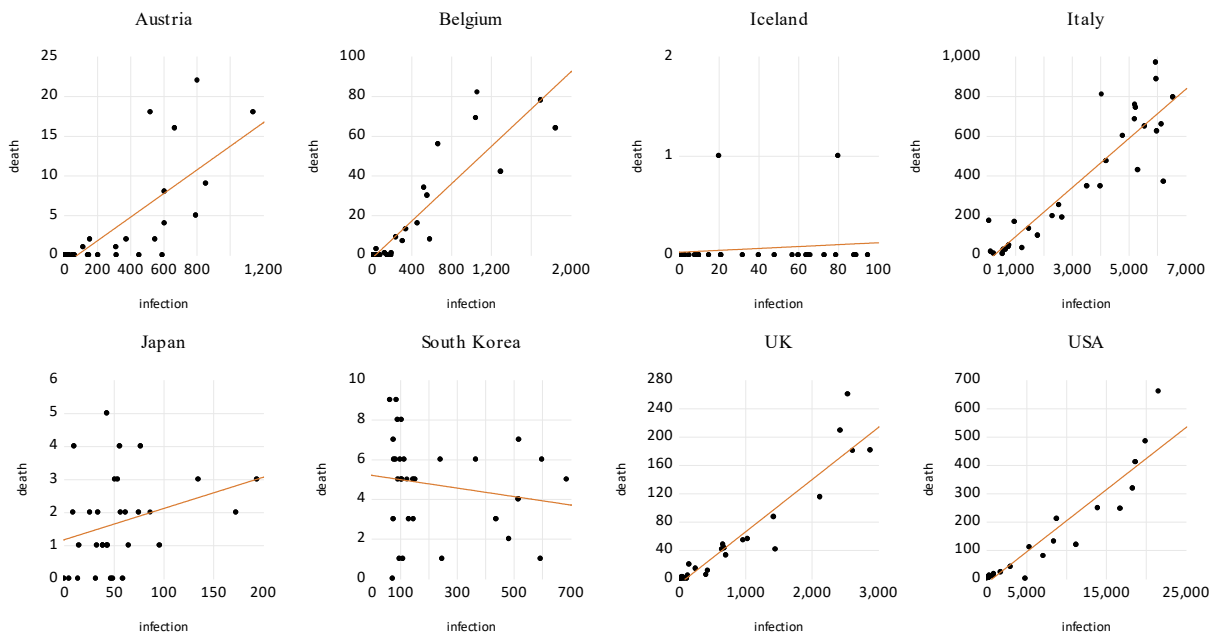 Austria
Belgium
Iceland
Italy
25
20
15
10
5
0
death
0 200 400 800 1,200
infection
100
80
60
40
20
0
death
0 400 1,200 2,000
infection
2
1
0
death
0 20 40 60 80 100
infection
1,000
800
600
400
200
0
death
0 1,000 3,000 5,000 7,000
infection
Japan
South Korea
UK
USA
6
5
4
3
2
1
0
death
0 50 100 150 200
infection
10
8
6
4
2
0
death
0 100 300 500 700
infection
280
240
200
160
120
80
40
0
death
0 1,000 2,000 3,000
infection
700
600
500
400
300
200
100
0
death
0 5,000 15,000 25,000
infection